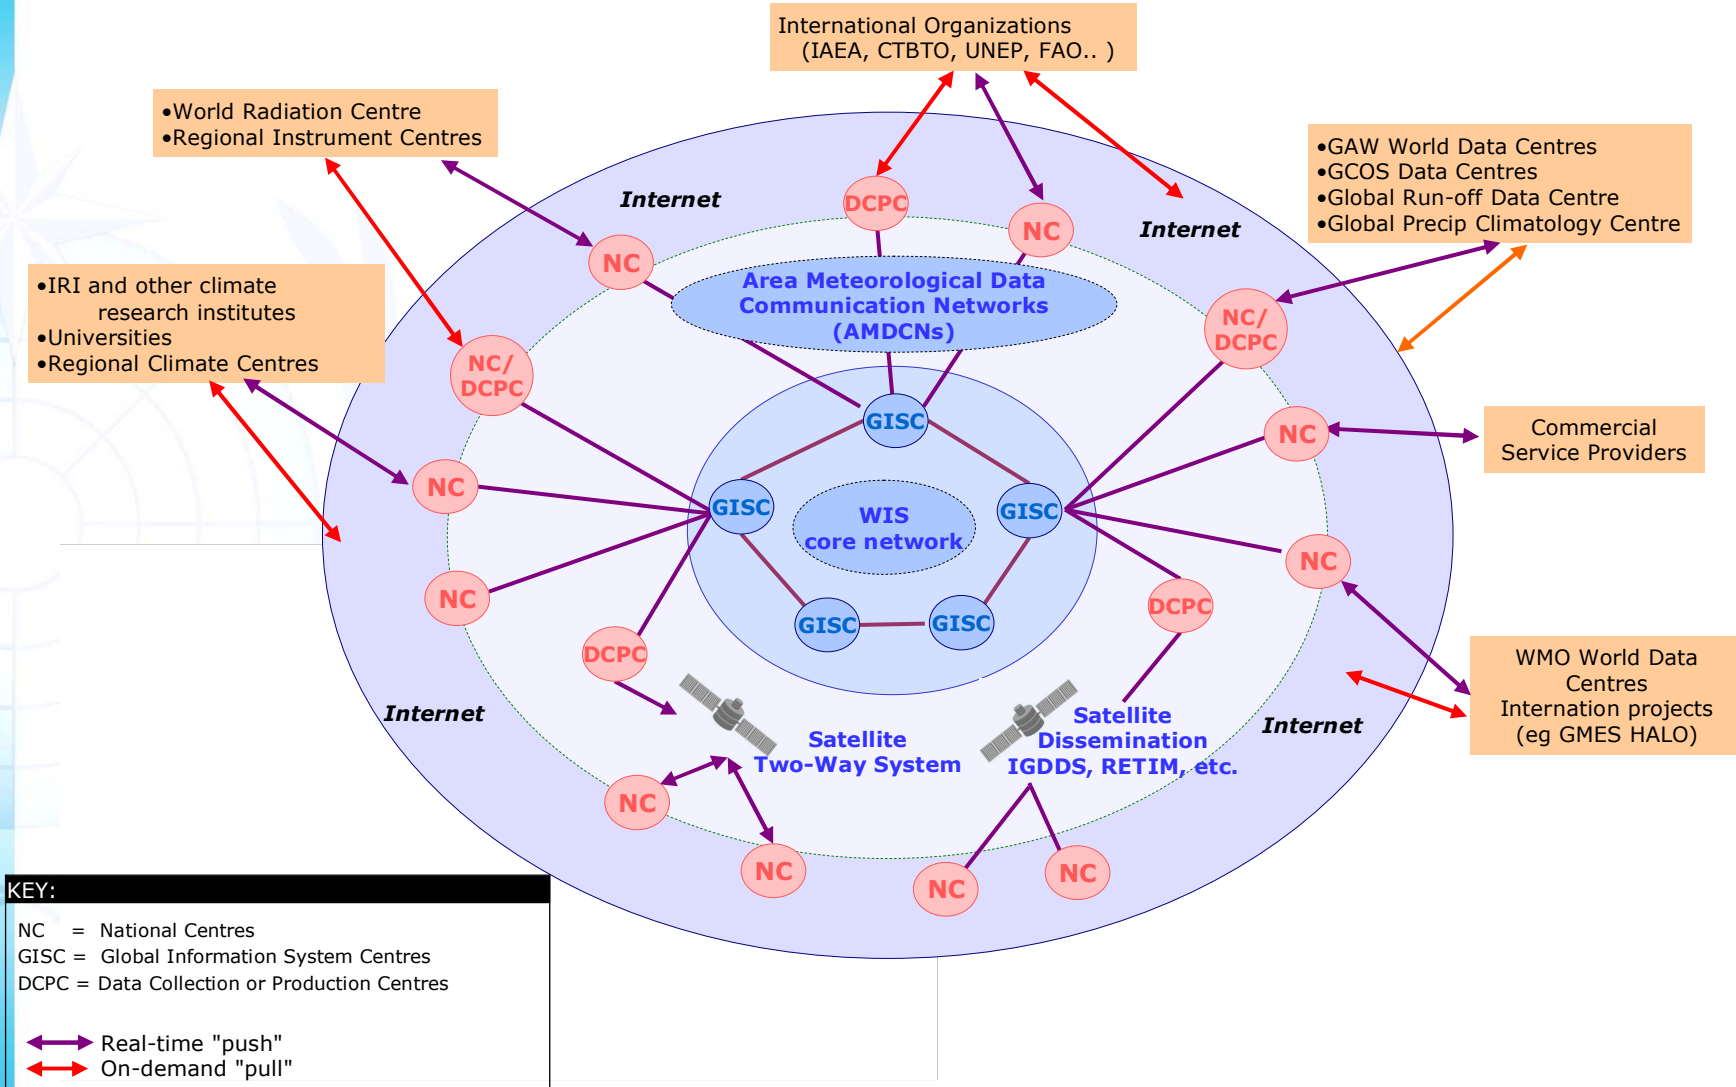 International Organizations
(IAEA, CTBTO, UNEP, FAO.. )
•World Radiation Centre
•Regional Instrument Centres
•GAW World Data Centres
•GCOS Data Centres
•Global Run-off Data Centre
•Global Precip Climatology Centre
•IRI and other climate
research institutes
•Universities
•Regional Climate Centres
Internet
DCPC
NC
Internet
NC
Area Meteorological Data
Communication Networks
(AMDCNs)
NC/
DCPC
NC/
DCPC
GISC
NC
Commercial
Service Providers
NC
GISC
WIS
core network
GISC
NC
NC
DCPC
GISC
GISC
DCPC
WMO World Data
Centres
Internation projects
(eg GMES HALO)
Internet
Satellite
Two-Way System
Satellite
Dissemination
IGDDS, RETIM, etc.
Internet
NC
NC
NC
NC
KEY:
NC = National Centres
GISC = Global Information System Centres
DCPC = Data Collection or Production Centres
Real-time "push"
On-demand "pull"